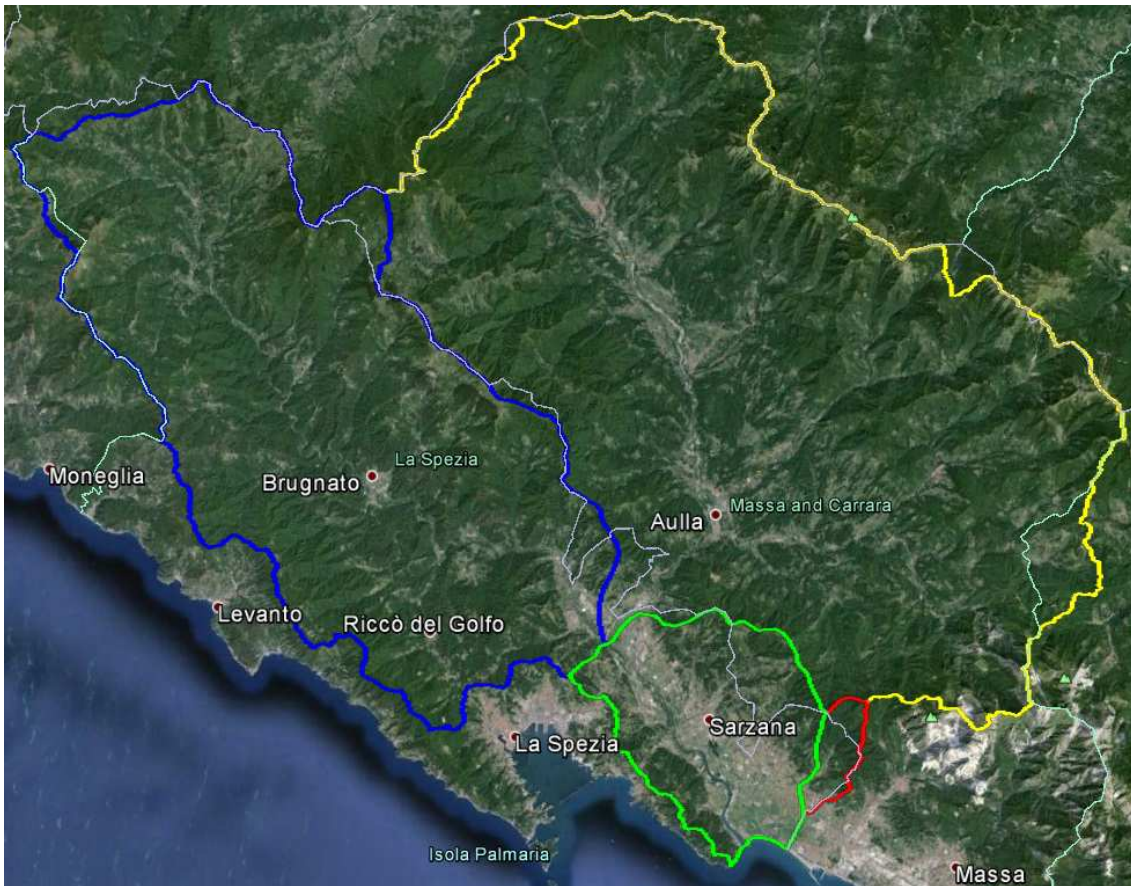 Moneglia
La Spezia
Brugnato
Massa and Carrara
Aulla
Levanto
Riccò del Golfo
Sarzana
La Spezia
Isola Palmaria
Massa